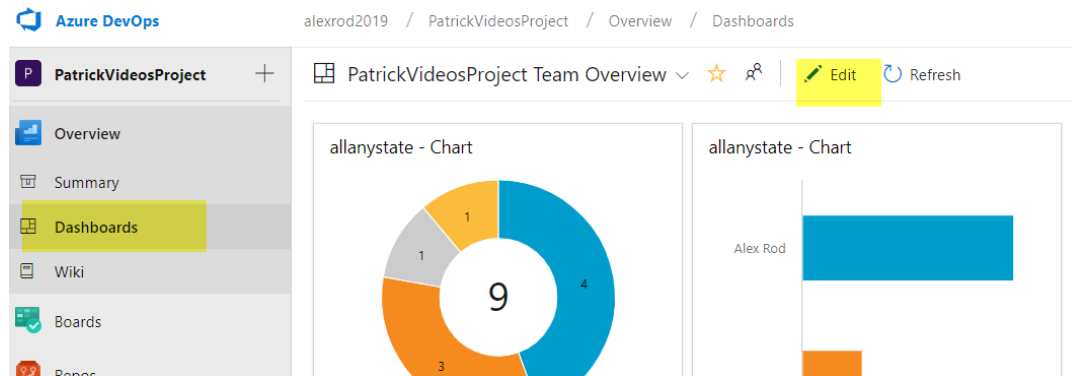 Azure DevOps
alexrod2019 / PatrickVideosProject / Overview / Dashboards
P PatrickVideosProject
PatrickVideosProject Team Overview
Edit
Refresh
Overview
Summary
Dashboards
Wiki
Boards
Repos
allanystate - Chart
1
1
4
9
3
allanystate - Chart
Alex Rod